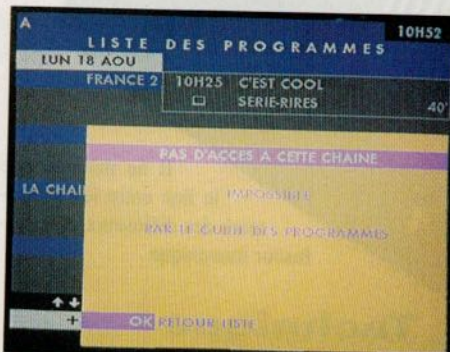 A
10H52
LISTE DES PROGRAMMES
LUN 18 AOU
FRANCE 2 10H25 C'EST COOL
SERIE-RIRES 40'
PAS D'ACCES A CETTE CHAINE
LA CHAI
IMPOSSIBLE
PAR LE GUIDE DES PROGRAMMES
+
OK RETOUR LISTE